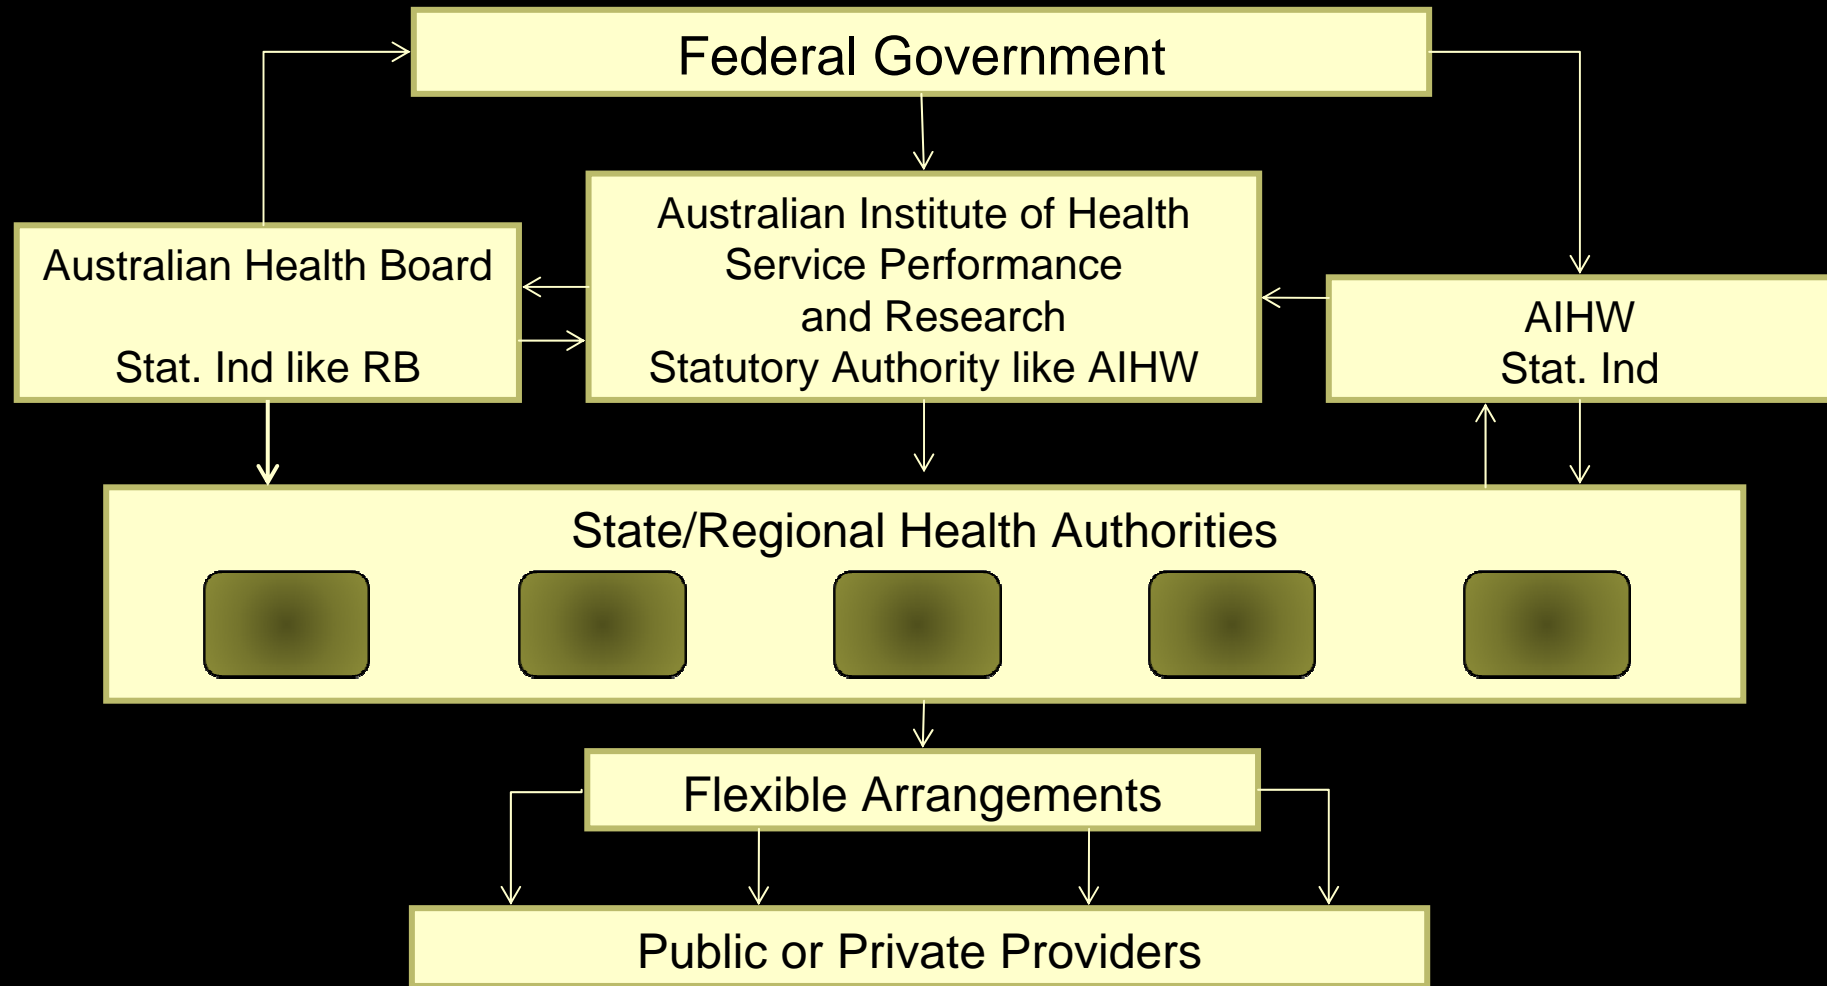 Federal Government
Australian Health Board
Stat. Ind like RB
Australian Institute of Health
Service Performance
and Research
Statutory Authority like AIHW
AIHW
Stat. Ind
State/Regional Health Authorities
Flexible Arrangements
Public or Private Providers